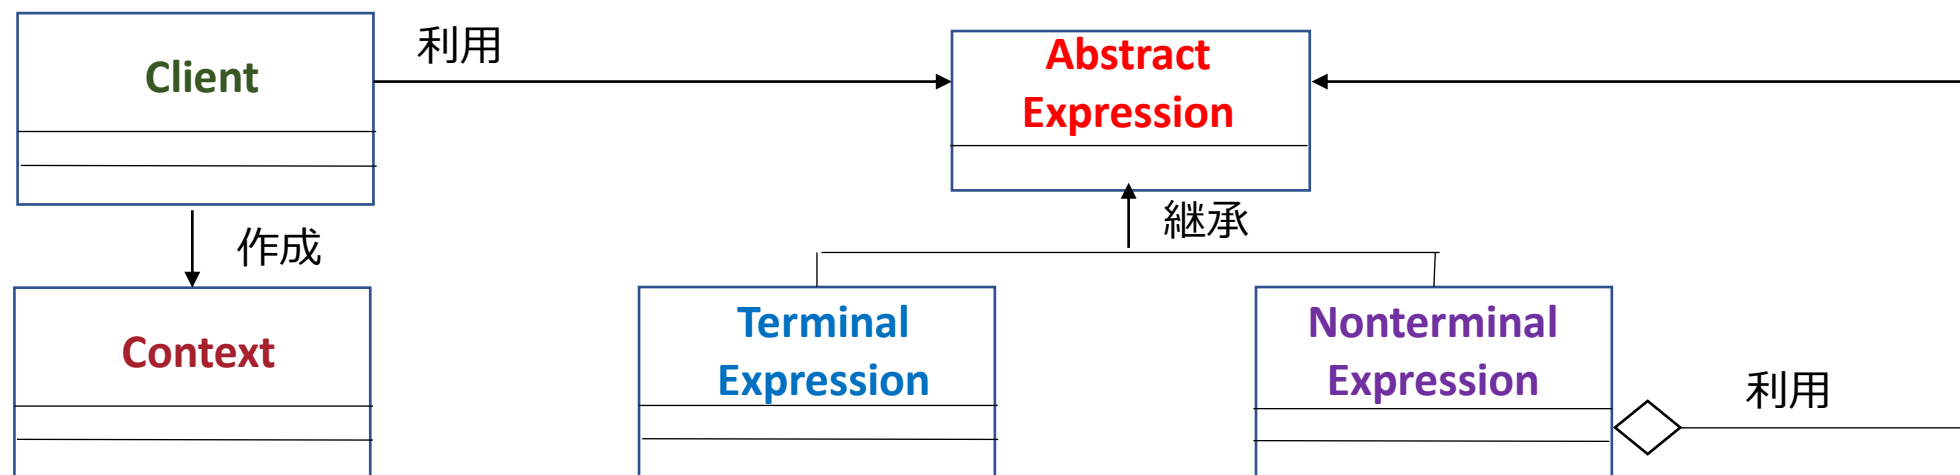 Client
利用
Abstract
Expression
作成
継承
Context
Terminal
Expression
Nonterminal
Expression
利用